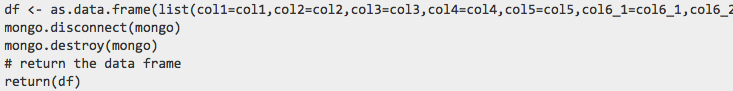 df <- as.data.frame(list(col1=col1,col2=col2,col3=col3,col4=col4,col5=col5,col6_1=col6_1,col6_2
mongo.disconnect(mongo)
mongo.destroy(mongo)
# return the data frame
return(df)